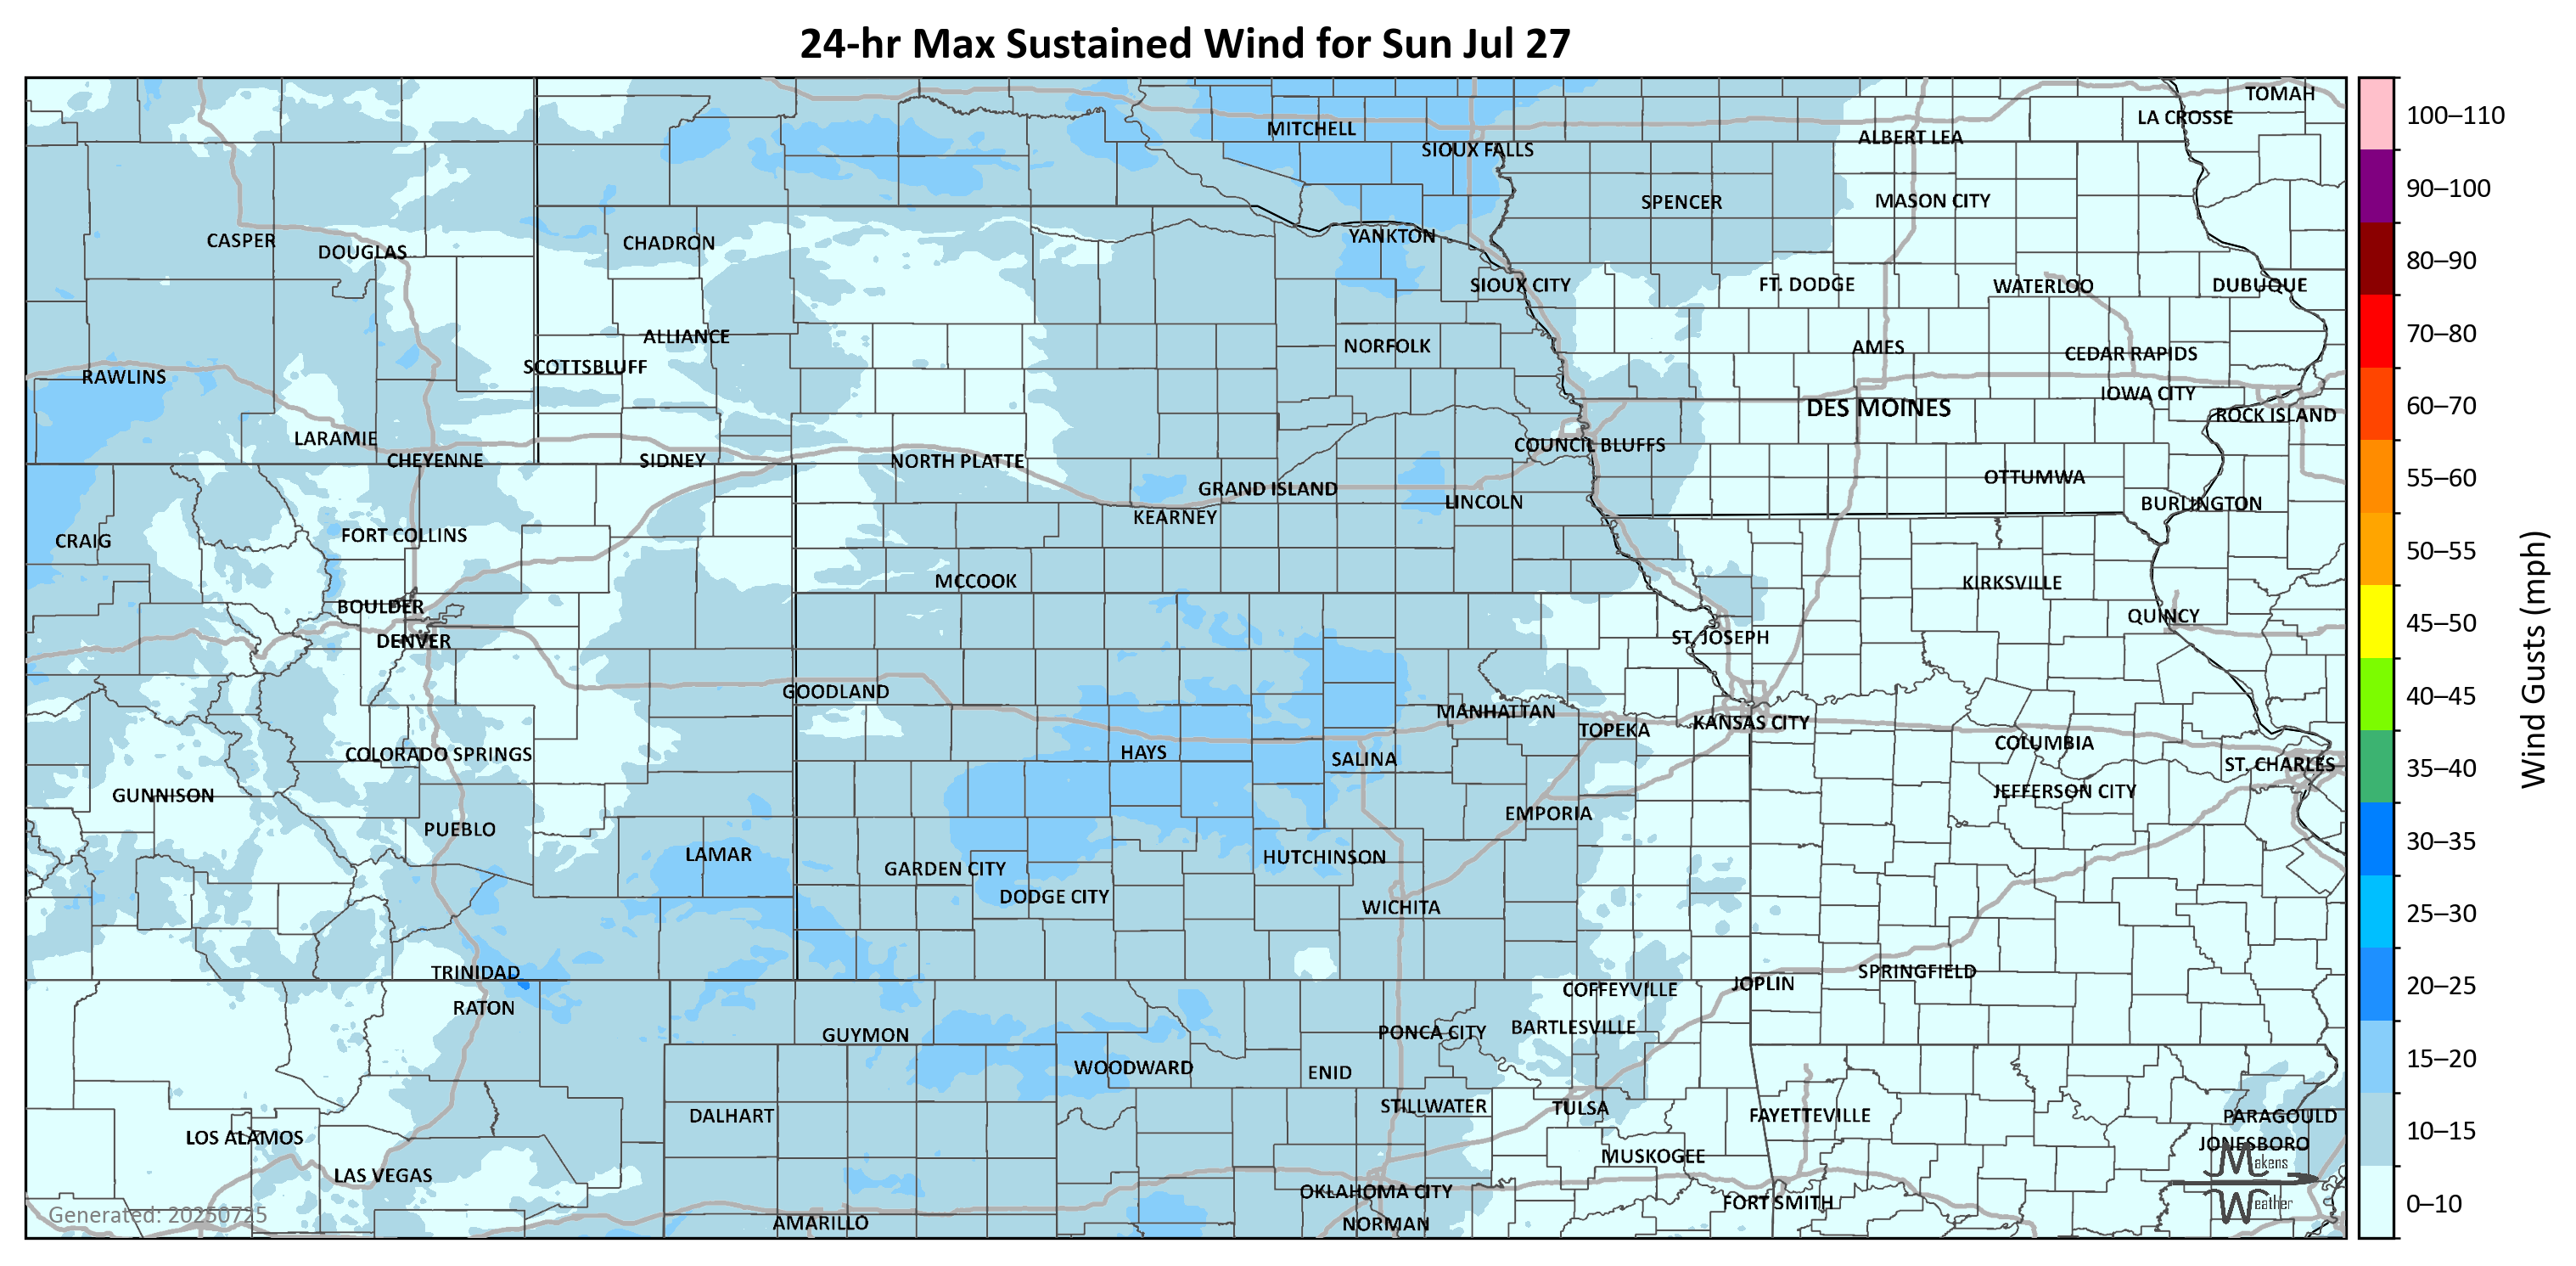 24-hr Max Sustained Wind for Sun Jul 27
TOMAH
LA CROSSE
MITCHELL
ALBERT LEA
SIOUX FALLS
SPENCER
MASON CITY
CASPER
DOUGLAS
CHADRON
YANKTON
SIOUX CITY
FT. DODGE
WATERLOO
DUBUQUE
ALLIANCE
NORFOLK
AMES
CEDAR RAPIDS
SCOTTSBLUFF
RAWLINS
IOWA CITY
DES MOINES
ROCK ISLAND
LARAMIE
COUNCIL BLUFFS
CHEYENNE
SIDNEY
NORTH PLATTE
OTTUMWA
GRAND ISLAND
LINCOLN
BURLINGTON
KEARNEY
CRAIG
FORT COLLINS
MCCOOK
KIRKSVILLE
BOULDER
QUINCY
DENVER
ST. JOSEPH
GOODLAND
MANHATTAN
TOPEKA
KANSAS CITY
COLUMBIA
COLORADO SPRINGS
HAYS
SALINA
ST. CHARLES
GUNNISON
JEFFERSON CITY
PUEBLO
EMPORIA
LAMAR
HUTCHINSON
GARDEN CITY
DODGE CITY
WICHITA
TRINIDAD
SPRINGFIELD
JOPLIN
COFFEYVILLE
RATON
GUYMON
PONCA CITY
BARTLESVILLE
WOODWARD
ENID
DALHART
STILLWATER
TULSA
FAYETTEVILLE
PARAGOULD
LOS ALAMOS
JONESBORO
MUSKOGEE
LAS VEGAS
OKLAHOMA CITY
FORT SMITH
AMARILLO
NORMAN
Generated: 20250725
Makens
Weather
100–110
90–100
80–90
70–80
60–70
55–60
50–55
45–50
40–45
35–40
30–35
25–30
20–25
15–20
10–15
0–10
Wind Gusts (mph)